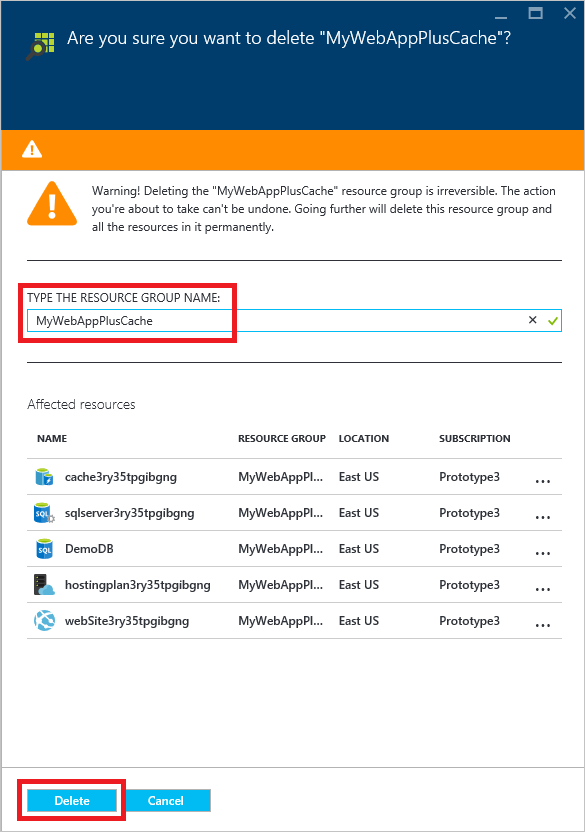 Are you sure you want to delete "MyWebAppPlusCache"?
Warning! Deleting the "MyWebAppPlusCache" resource group is irreversible. The action
you're about to take can't be undone. Going further will delete this resource group and
all the resources in it permanently.
TYPE THE RESOURCE GROUP NAME:
MyWebAppPlusCache
Affected resources
NAME RESOURCE GROUP LOCATION SUBSCRIPTION
cache3ry35tpgibgng MyWebAppPl... East US Prototype3 ...
SQL sqlserver3ry35tpgibgng MyWebAppPl... East US Prototype3 ...
SQL DemoDB MyWebAppPl... East US Prototype3 ...
hostingplan3ry35tpgibgng MyWebAppPl... East US Prototype3 ...
webSite3ry35tpgibgng MyWebAppPl... East US Prototype3 ...
Delete Cancel